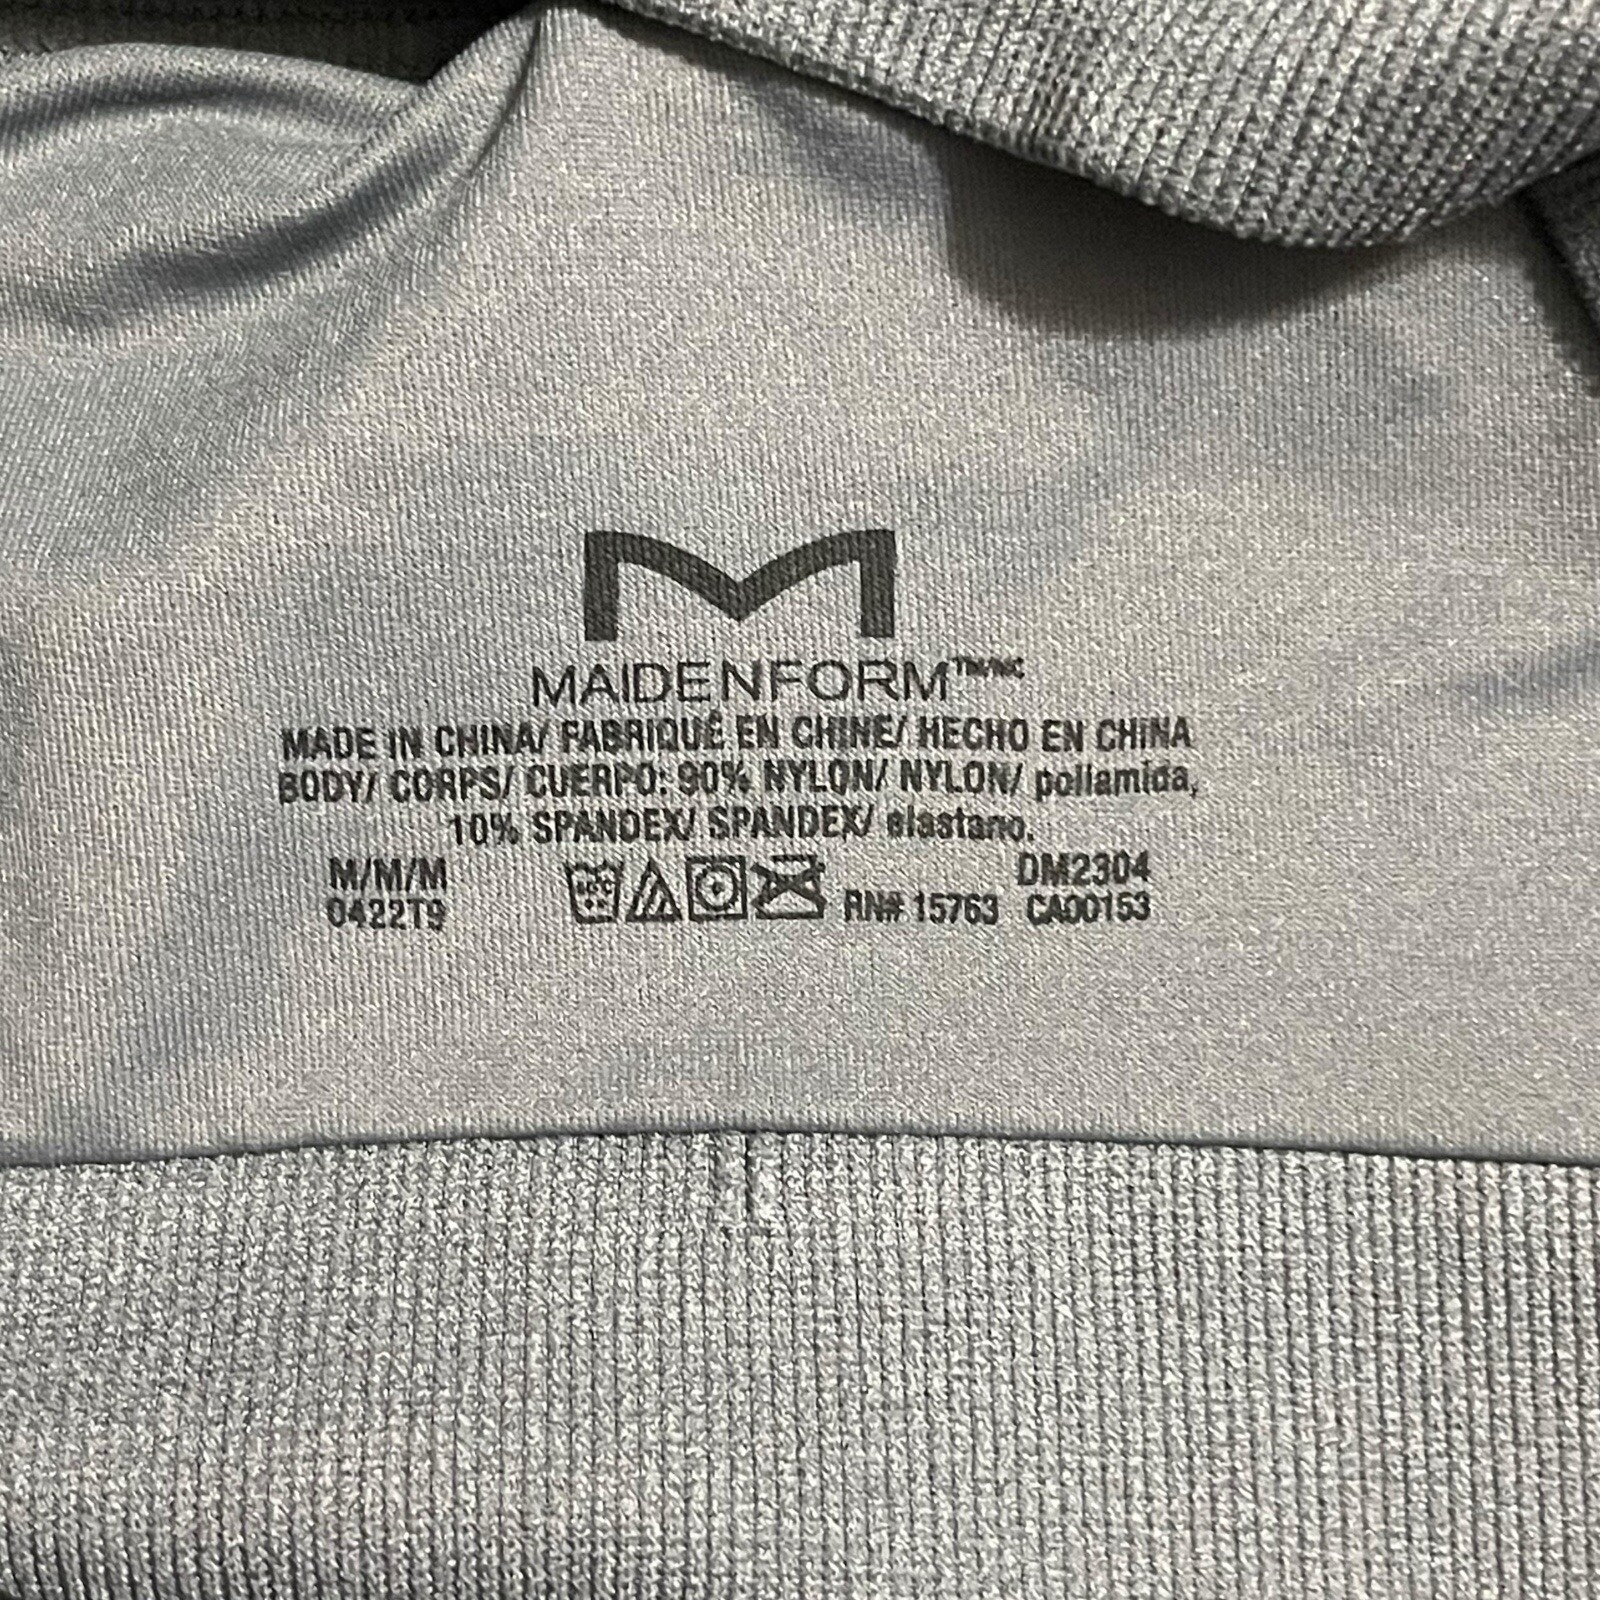 M
MAIDENFORM™/MC
MADE IN CHINA/ FABRIQUÉ EN CHINE/ HECHO EN CHINA
BODY/ CORPS/ CUERPO: 90% NYLON/ NYLON/ poliamida,
10% SPANDEX/ SPANDEX/ elastano.
M/M/M DM2304
0422T9 40°C RN# 15763 CA00153